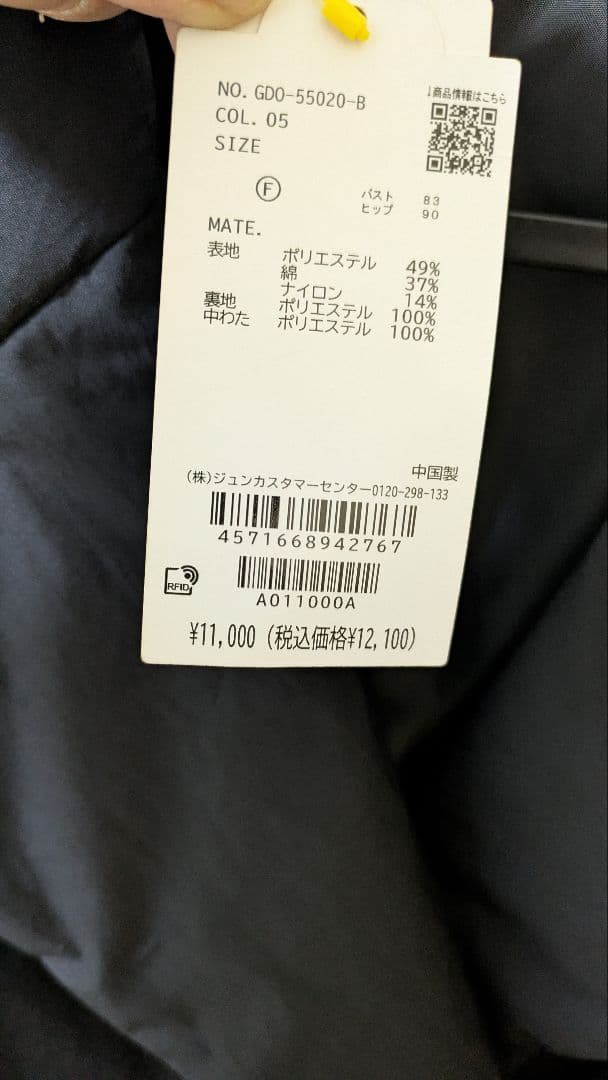 NO. GDO-55020-B
↓商品情報はこちら
COL. 05
SIZE
Ⓕ
バスト 83
ヒップ 90
MATE.
表地 ポリエステル 49%
綿 37%
ナイロン 14%
裏地 ポリエステル 100%
中わた ポリエステル 100%
中国製
(株)ジュンカスタマーセンター0120-298-133
4571668942767
RFID
A011000A
¥11,000 (税込価格¥12,100)